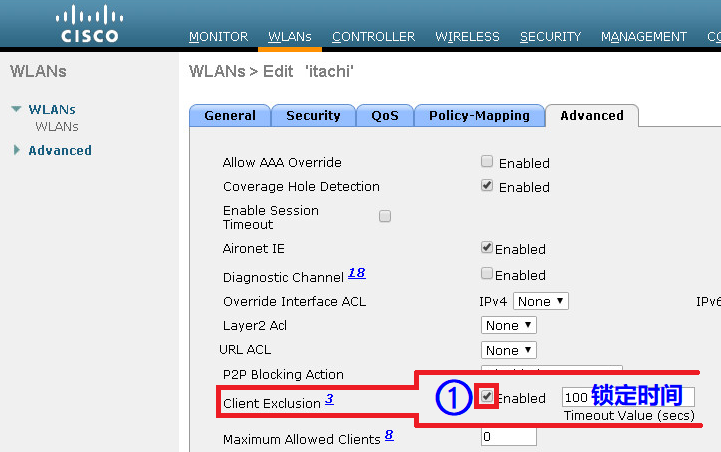 CISCO
MONITOR WLANs CONTROLLER WIRELESS SECURITY MANAGEMENT
WLANs
WLANs > Edit 'itachi'
WLANs
WLANs
Advanced
General Security QoS Policy-Mapping Advanced
Allow AAA Override Enabled
Coverage Hole Detection Enabled
Enable Session
Timeout
Aironet IE Enabled
Diagnostic Channel 18 Enabled
Override Interface ACL IPv4 None IPv6
Layer2 Acl None
URL ACL None
P2P Blocking Action
Client Exclusion 3 ① Enabled 100 锁定时间
Timeout Value (secs)
Maximum Allowed Clients 8 0